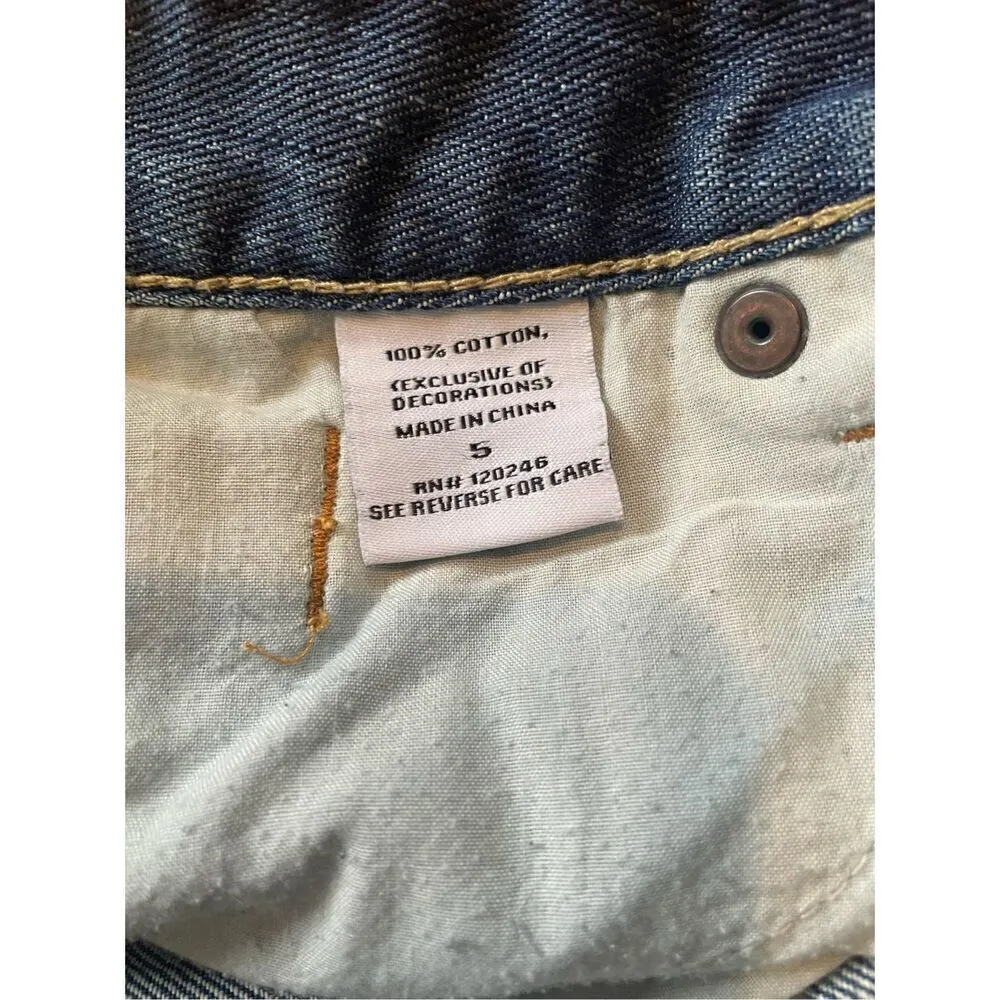 100% COTTON,
(EXCLUSIVE OF
DECORATIONS)
MADE IN CHINA
5
RN# 120246
SEE REVERSE FOR CARE